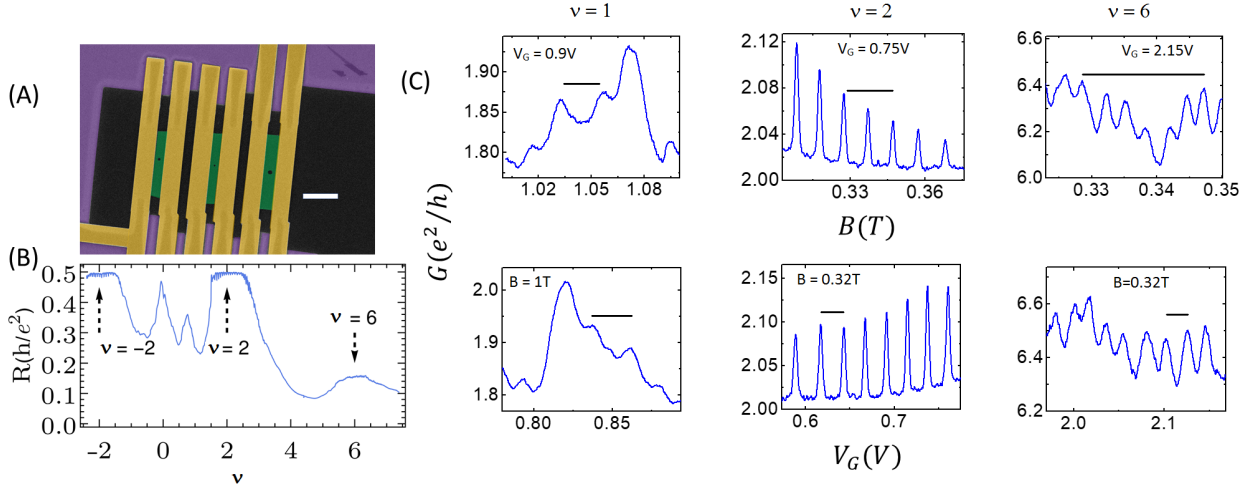 (A)
(B)
R(h/e²)
0.5
0.4
0.3
0.2
0.1
0.0
ν = −2
ν = 2
ν = 6
−2
0
2
4
6
ν
(C)
G(e²/h)
ν = 1
V_G = 0.9V
1.90
1.85
1.80
1.02
1.05
1.08
ν = 2
V_G = 0.75V
2.12
2.08
2.04
2.00
0.33
0.36
ν = 6
V_G = 2.15V
6.6
6.4
6.2
6.0
0.33
0.34
0.35
B(T)
B = 1T
2.0
1.9
1.8
0.80
0.85
B = 0.32T
2.15
2.10
2.05
2.00
0.6
0.7
B=0.32T
6.6
6.4
6.2
2.0
2.1
V_G(V)